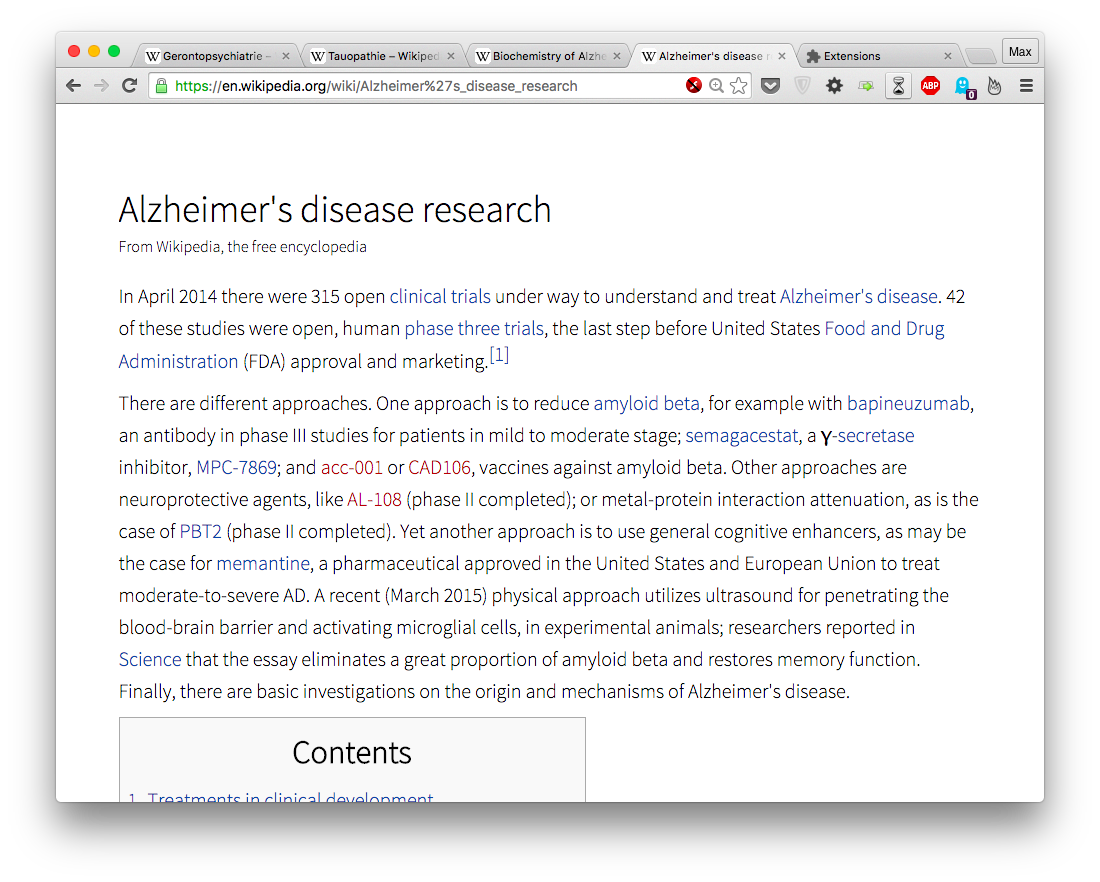 Gerontopsychiatrie –
Tauopathie – Wikiped
Biochemistry of Alzhe
Alzheimer's disease r
Extensions
Max
https://en.wikipedia.org/wiki/Alzheimer%27s_disease_research
ABP
0
Alzheimer's disease research
From Wikipedia, the free encyclopedia
In April 2014 there were 315 open clinical trials under way to understand and treat Alzheimer's disease. 42
of these studies were open, human phase three trials, the last step before United States Food and Drug
Administration (FDA) approval and marketing.[1]
There are different approaches. One approach is to reduce amyloid beta, for example with bapineuzumab,
an antibody in phase III studies for patients in mild to moderate stage; semagacestat, a γ-secretase
inhibitor, MPC-7869; and acc-001 or CAD106, vaccines against amyloid beta. Other approaches are
neuroprotective agents, like AL-108 (phase II completed); or metal-protein interaction attenuation, as is the
case of PBT2 (phase II completed). Yet another approach is to use general cognitive enhancers, as may be
the case for memantine, a pharmaceutical approved in the United States and European Union to treat
moderate-to-severe AD. A recent (March 2015) physical approach utilizes ultrasound for penetrating the
blood-brain barrier and activating microglial cells, in experimental animals; researchers reported in
Science that the essay eliminates a great proportion of amyloid beta and restores memory function.
Finally, there are basic investigations on the origin and mechanisms of Alzheimer's disease.
Contents
1 Treatments in clinical development